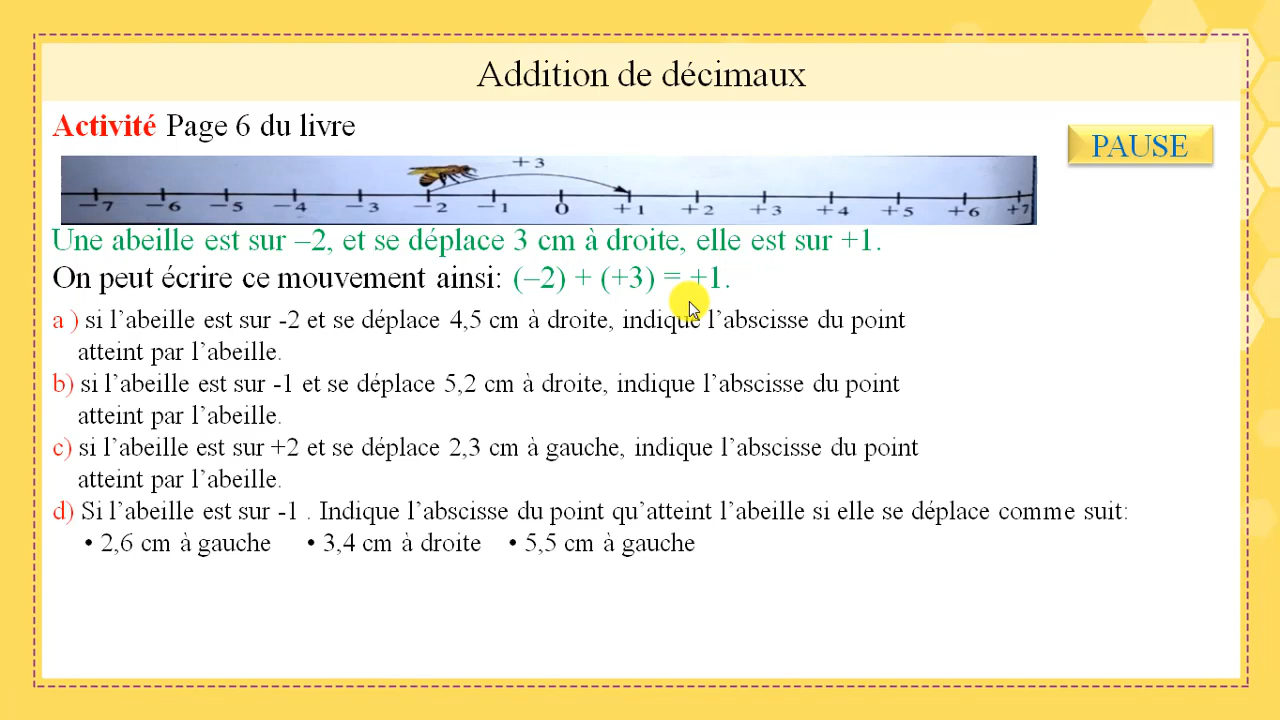 Addition de décimaux
Activité Page 6 du livre
PAUSE
+3
−7 −6 −5 −4 −3 −2 −1 0 +1 +2 +3 +4 +5 +6 +7
Une abeille est sur –2, et se déplace 3 cm à droite, elle est sur +1.
On peut écrire ce mouvement ainsi: (–2) + (+3) = +1.
a ) si l’abeille est sur -2 et se déplace 4,5 cm à droite, indique l’abscisse du point
atteint par l’abeille.
b) si l’abeille est sur -1 et se déplace 5,2 cm à droite, indique l’abscisse du point
atteint par l’abeille.
c) si l’abeille est sur +2 et se déplace 2,3 cm à gauche, indique l’abscisse du point
atteint par l’abeille.
d) Si l’abeille est sur -1 . Indique l’abscisse du point qu’atteint l’abeille si elle se déplace comme suit:
• 2,6 cm à gauche • 3,4 cm à droite • 5,5 cm à gauche